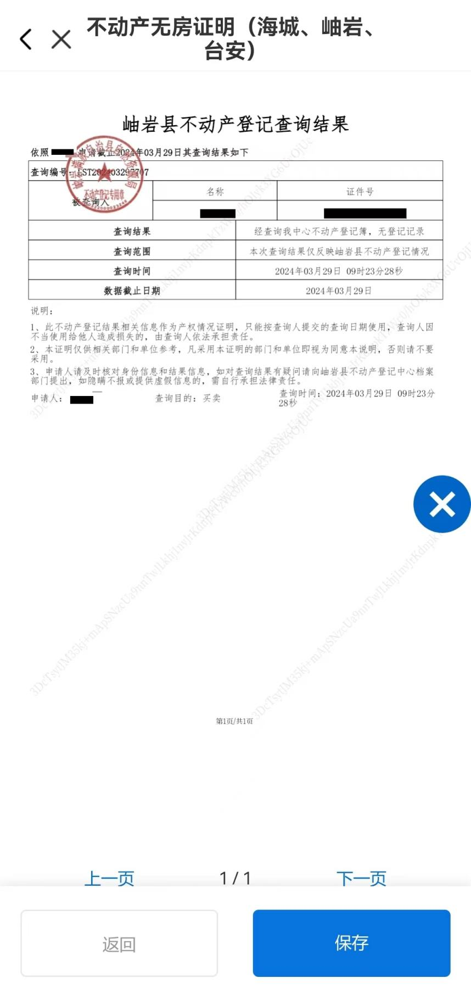 不动产无房证明（海城、岫岩、
台安）
岫岩县不动产登记查询结果
依照 申请截止2024年03月29日其查询结果如下
查询编号：LST202403297707
不动产登记专用章
被查询人
名称
证件号
查询结果
经查询我中心不动产登记簿，无登记记录
查询范围
本次查询结果仅反映岫岩县不动产登记情况
查询时间
2024年03月29日 09时23分28秒
数据截止日期
2024年03月29日
说明：
1、此不动产登记结果相关信息作为产权情况证明，只能按查询人提交的查询日期使用，查询人因
不当使用给他人造成损失的，由查询人依法承担责任。
2、本证明仅供相关部门和单位参考，凡采用本证明的部门和单位即视为同意本说明，否则请不要
采用。
3、申请人请及时核对身份信息和结果信息，如对查询结果有疑问请向岫岩县不动产登记中心档案
部门提出，如隐瞒不报或提供虚假信息的，需自行承担法律责任。
申请人：
查询目的：买卖
查询时间：2024年03月29日 09时23分
28秒
第1页/共1页
上一页
1 / 1
下一页
返回
保存